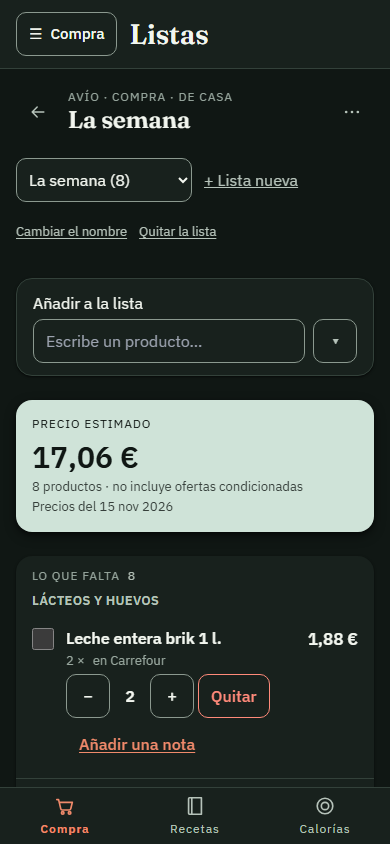 ☰ Compra
Listas
←
AVÍO · COMPRA · DE CASA
La semana
...
La semana (8)
+ Lista nueva
Cambiar el nombre
Quitar la lista
Añadir a la lista
Escribe un producto...
▾
PRECIO ESTIMADO
17,06 €
8 productos · no incluye ofertas condicionadas
Precios del 15 nov 2026
LO QUE FALTA 8
LÁCTEOS Y HUEVOS
Leche entera brik 1 l.
1,88 €
2 × en Carrefour
− 2 + Quitar
Añadir una nota
Compra
Recetas
Calorías